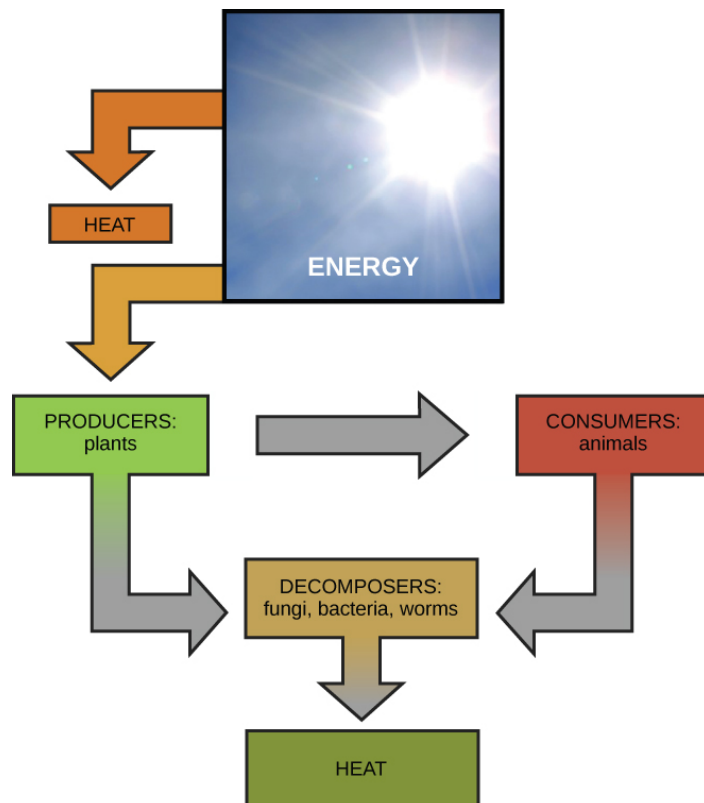 ENERGY
HEAT
PRODUCERS:
plants
CONSUMERS:
animals
DECOMPOSERS:
fungi, bacteria, worms
HEAT